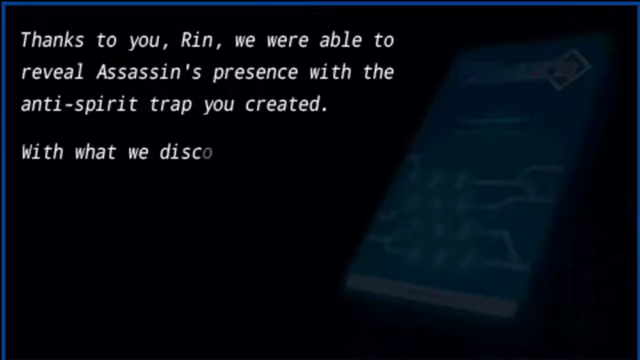 Thanks to you, Rin, we were able to
reveal Assassin's presence with the
anti-spirit trap you created.
With what we disco